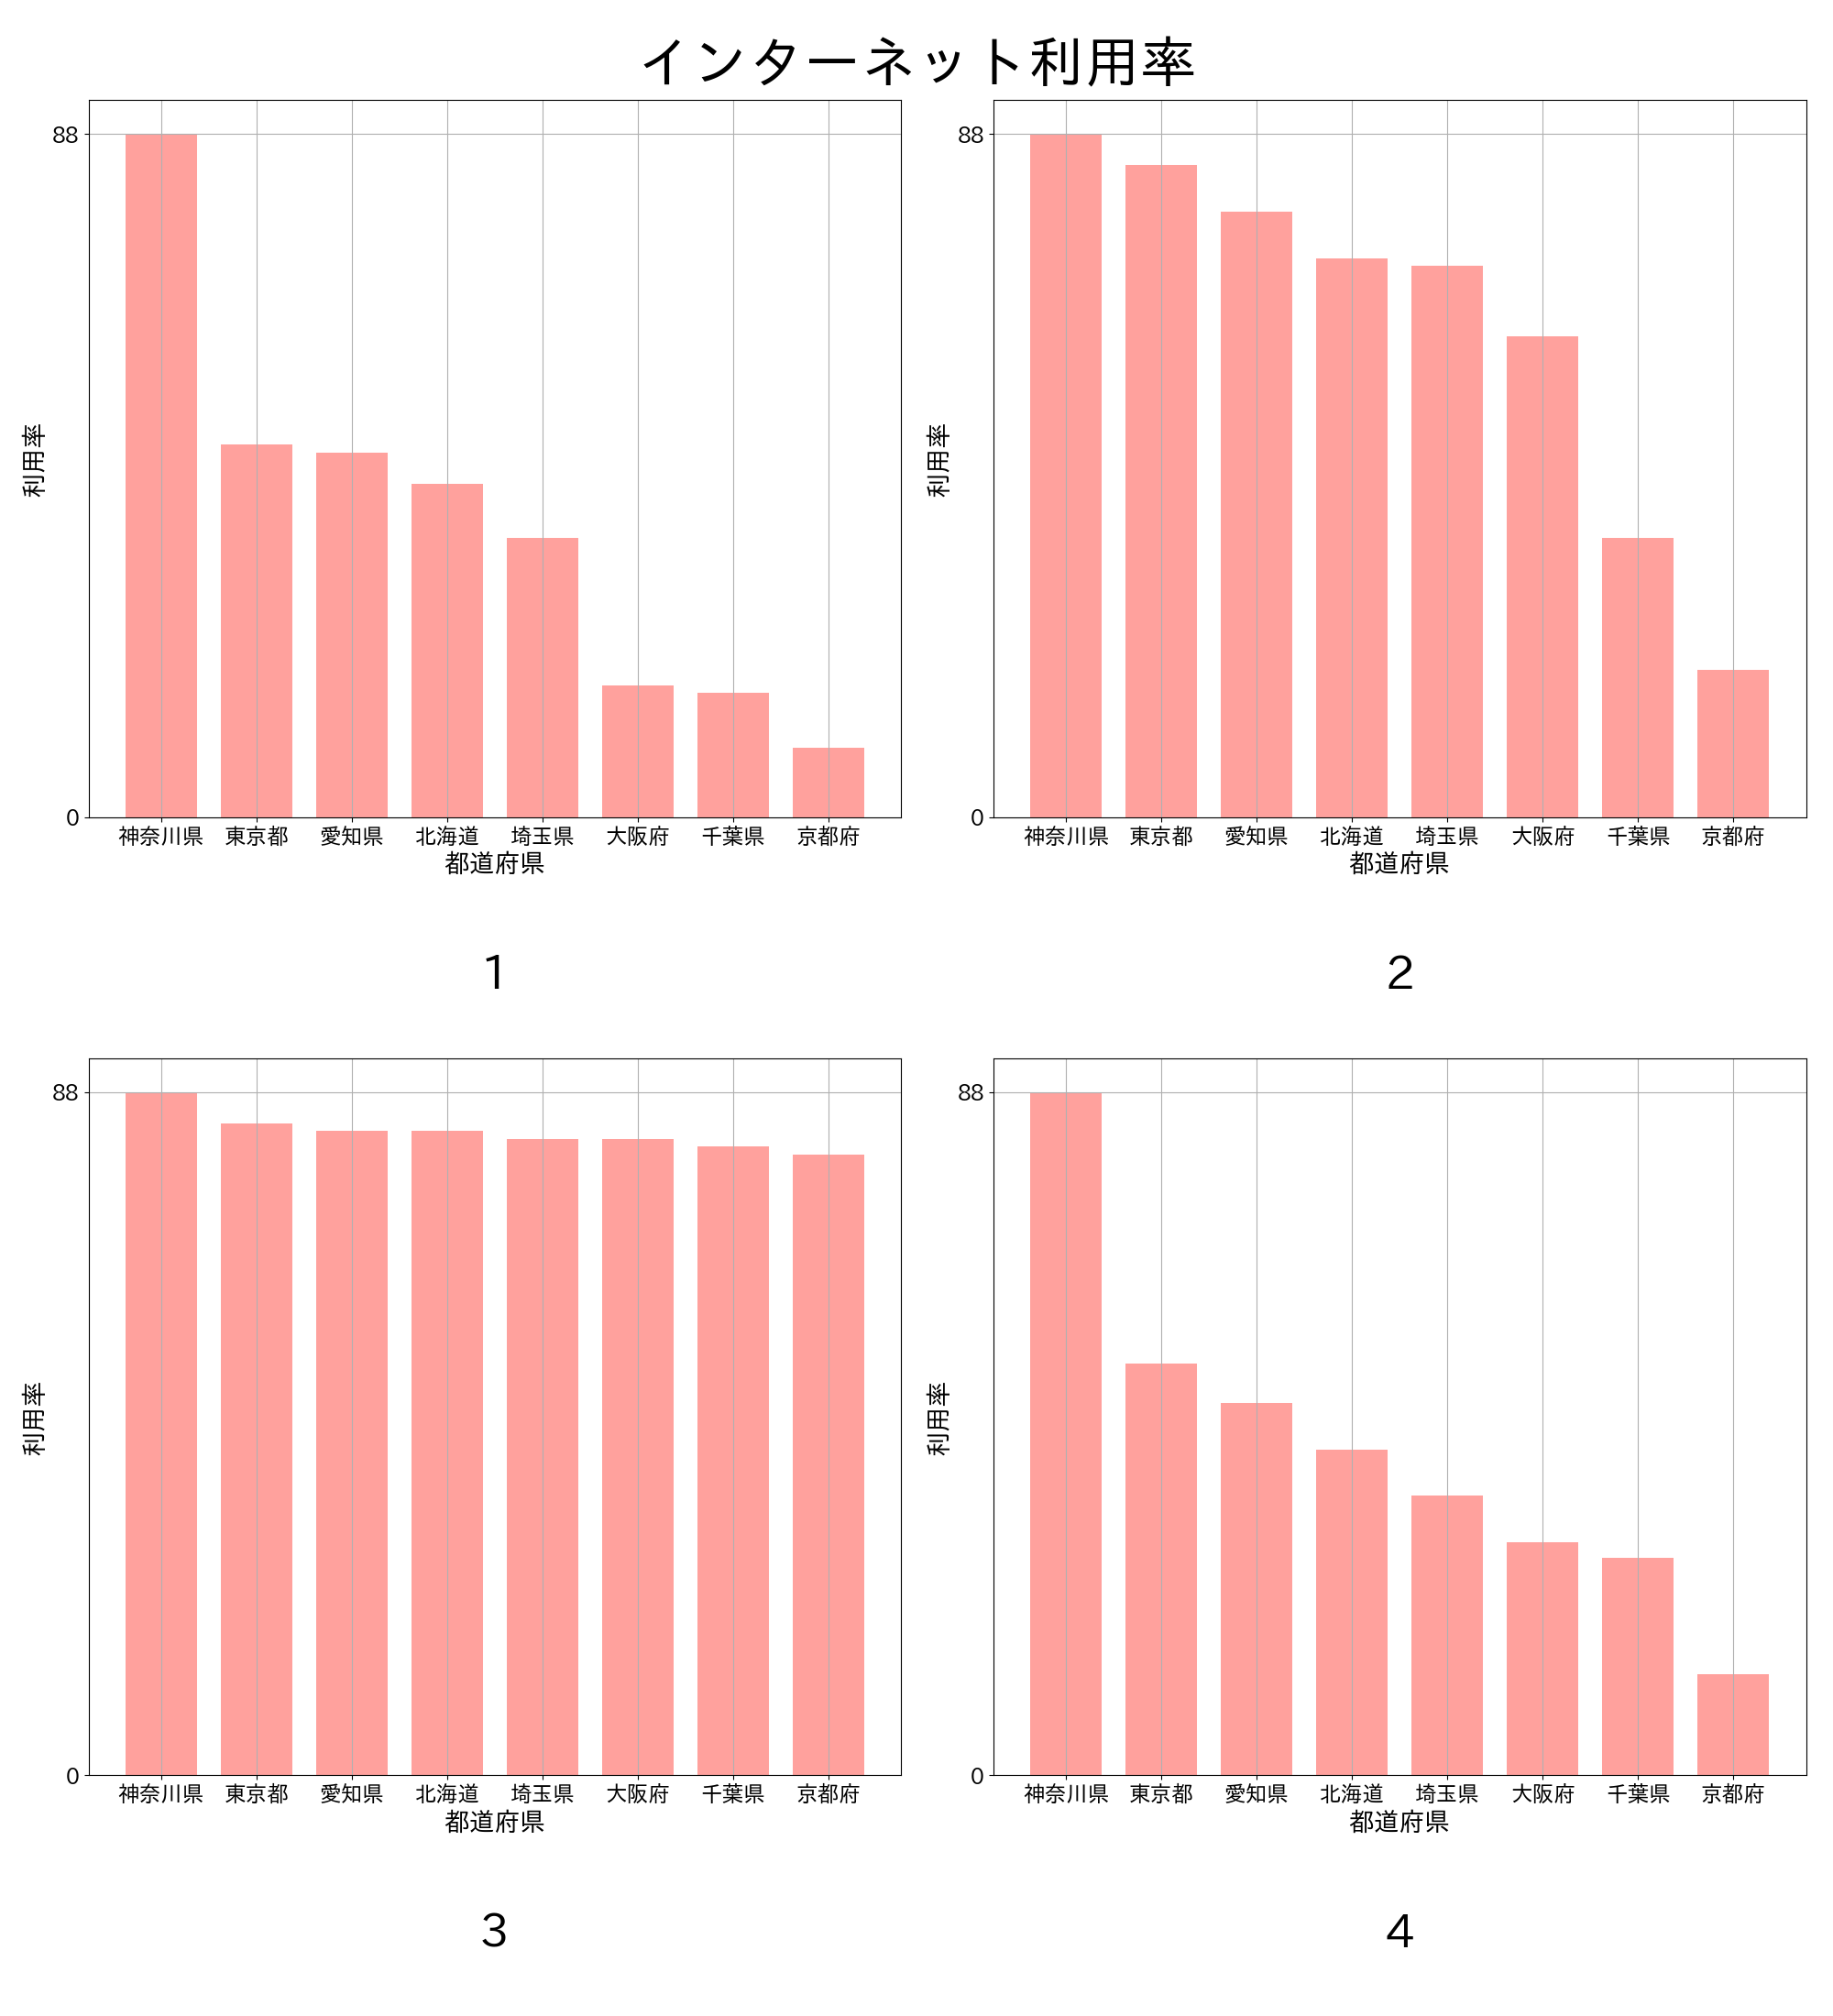 インターネット利用率
88
0
利用率
神奈川県 東京都 愛知県 北海道 埼玉県 大阪府 千葉県 京都府
都道府県
1
88
0
利用率
神奈川県 東京都 愛知県 北海道 埼玉県 大阪府 千葉県 京都府
都道府県
2
88
0
利用率
神奈川県 東京都 愛知県 北海道 埼玉県 大阪府 千葉県 京都府
都道府県
3
88
0
利用率
神奈川県 東京都 愛知県 北海道 埼玉県 大阪府 千葉県 京都府
都道府県
4